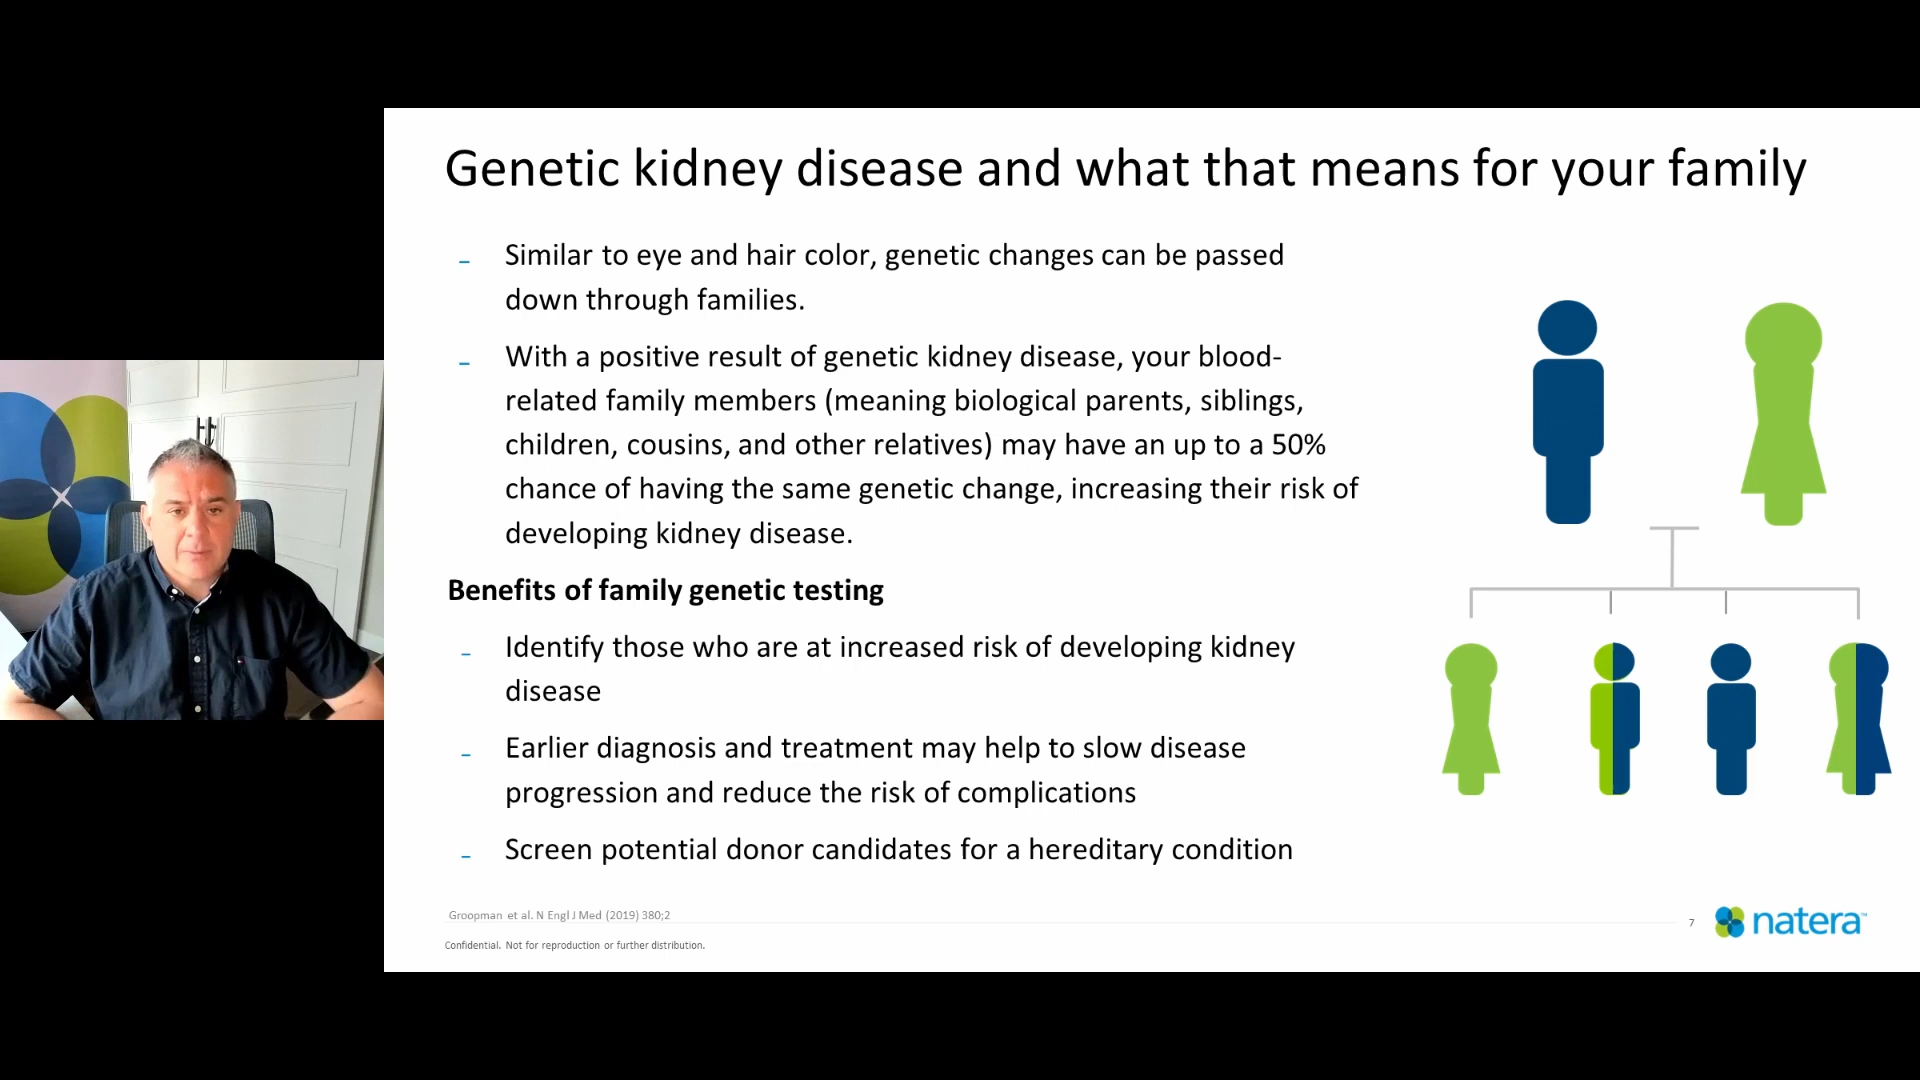 Genetic kidney disease and what that means for your family
– Similar to eye and hair color, genetic changes can be passed
down through families.
– With a positive result of genetic kidney disease, your blood-
related family members (meaning biological parents, siblings,
children, cousins, and other relatives) may have an up to a 50%
chance of having the same genetic change, increasing their risk of
developing kidney disease.
Benefits of family genetic testing
– Identify those who are at increased risk of developing kidney
disease
– Earlier diagnosis and treatment may help to slow disease
progression and reduce the risk of complications
– Screen potential donor candidates for a hereditary condition
Groopman et al. N Engl J Med (2019) 380;2
Confidential. Not for reproduction or further distribution.
7
natera™